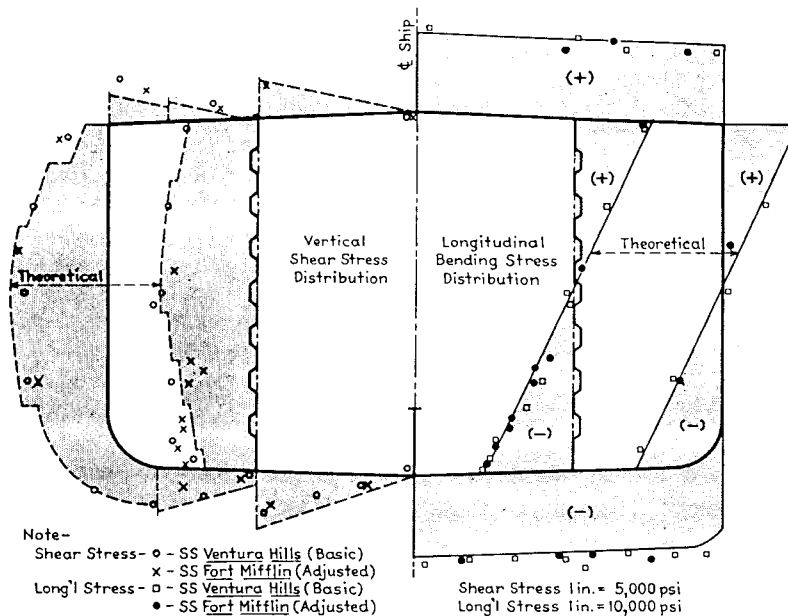 ℄ Ship
(+)
(+)
(+)
Vertical
Shear Stress
Distribution
Longitudinal
Bending Stress
Distribution
Theoretical
Theoretical
(-)
(-)
(-)
Note-
Shear Stress- o - SS Ventura Hills (Basic)
x - SS Fort Mifflin (Adjusted)
Long'l Stress- □ - SS Ventura Hills (Basic)
● - SS Fort Mifflin (Adjusted)
Shear Stress 1 in. = 5,000 psi
Long'l Stress 1 in. = 10,000 psi